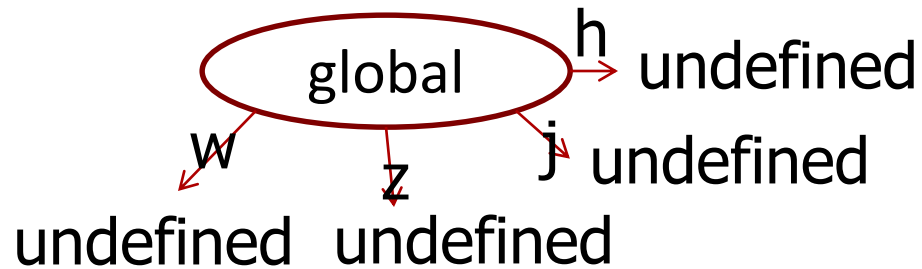 h
global
undefined
w
z
j
undefined
undefined
undefined